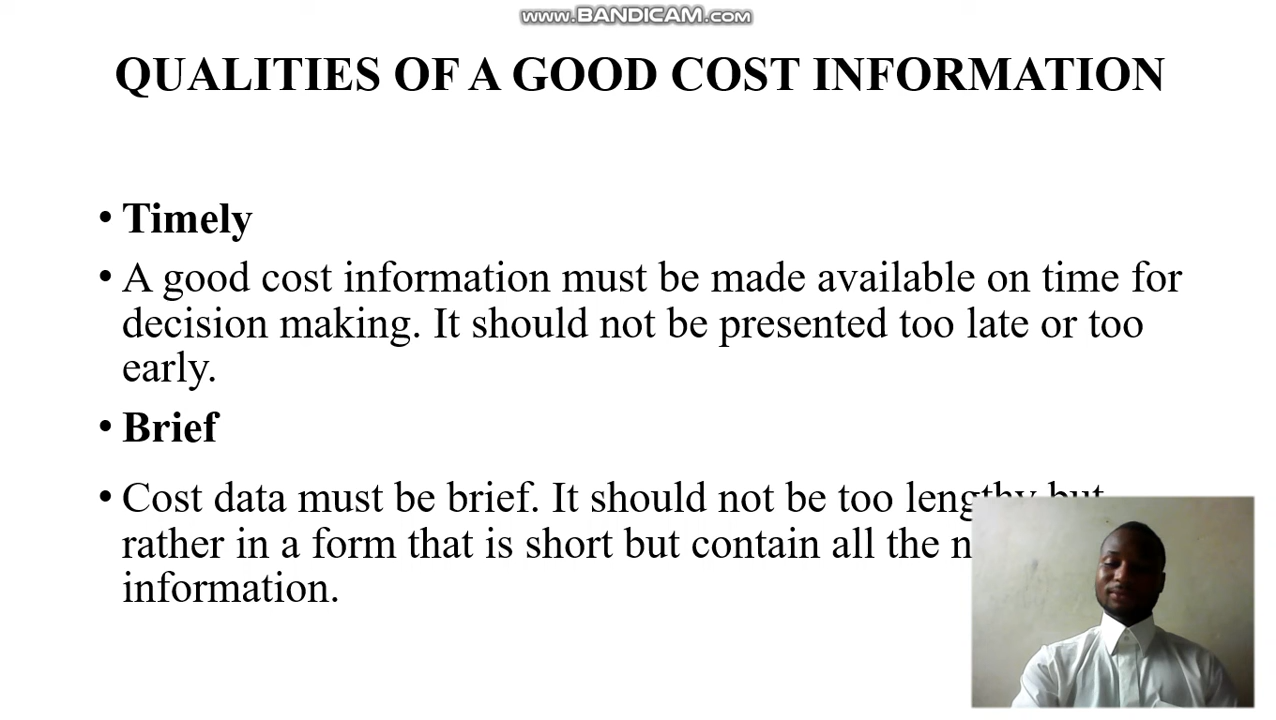 www.BANDICAM.com
QUALITIES OF A GOOD COST INFORMATION
• Timely
• A good cost information must be made available on time for
decision making. It should not be presented too late or too
early.
• Brief
• Cost data must be brief. It should not be too lengthy but
rather in a form that is short but contain all the
information.